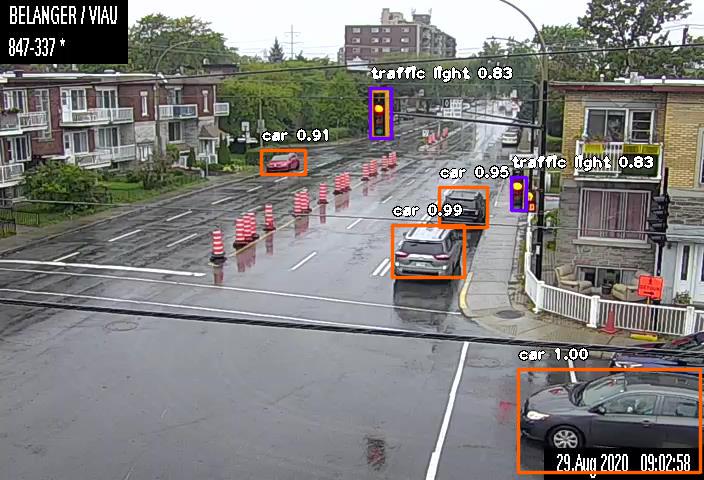 BELANGER / VIAU
847-337 *
traffic light 0.83
car 0.91
traffic light 0.83
car 0.95
car 0.99
DETOUR
car 1.00
29.Aug 2020 09:02:58